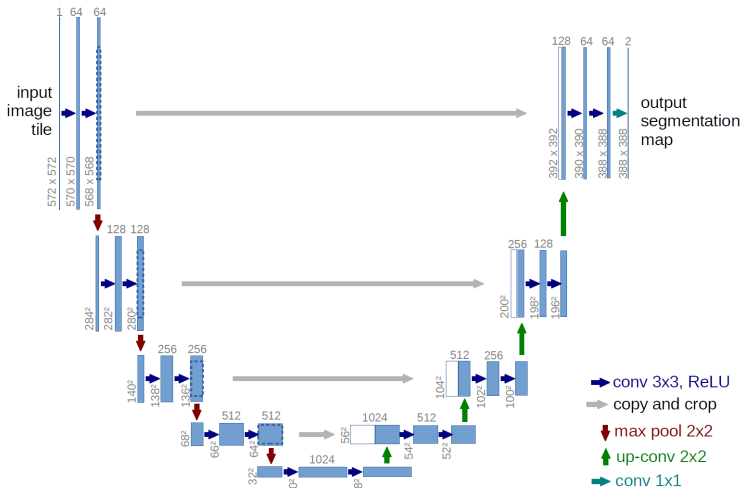 1 64 64
input
image
tile
572 x 572
570 x 570
568 x 568
128 64 64 2
output
segmentation
map
392 x 392
390 x 390
388 x 388
388 x 388
128 128
284²
282²
280²
256 128
200²
198²
196²
256 256
140²
138²
136²
512 256
104²
102²
100²
512 512
68²
66²
64²
1024 512
56²
54²
52²
1024
32²
0²
8²
conv 3x3, ReLU
copy and crop
max pool 2x2
up-conv 2x2
conv 1x1